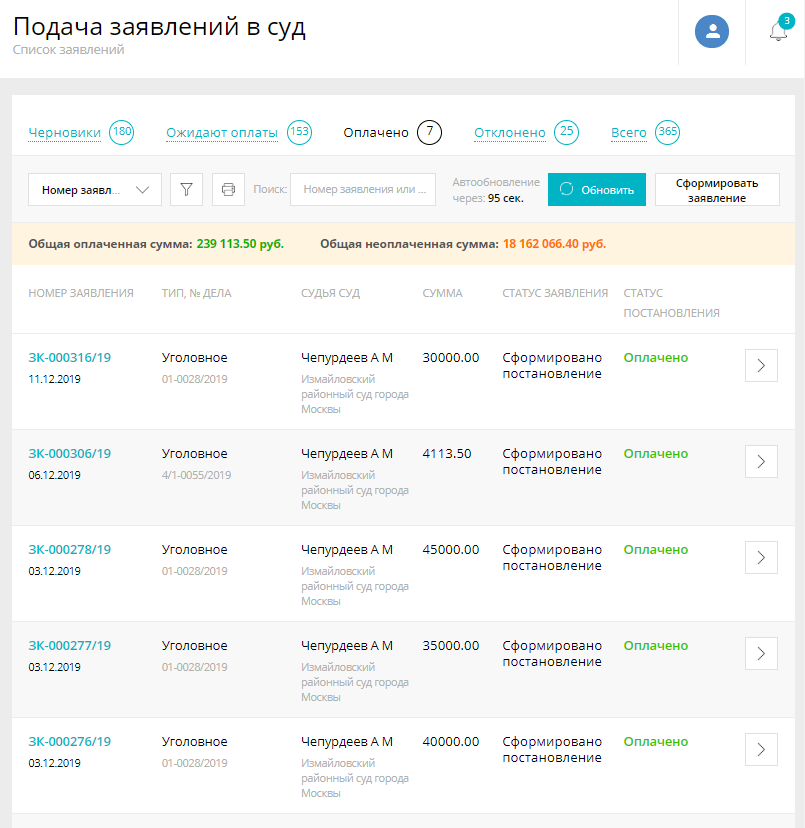 Подача заявлений в суд
Список заявлений
3
Черновики 180 Ожидают оплаты 153 Оплачено 7 Отклонено 25 Всего 365
Номер заявл... Поиск: Номер заявления или ... Автообновление через: 95 сек. Обновить Сформировать заявление
Общая оплаченная сумма: 239 113.50 руб. Общая неоплаченная сумма: 18 162 066.40 руб.
НОМЕР ЗАЯВЛЕНИЯ ТИП, № ДЕЛА СУДЬЯ СУД СУММА СТАТУС ЗАЯВЛЕНИЯ СТАТУС
ПОСТАНОВЛЕНИЯ
ЗК-000316/19 Уголовное Чепурдеев А М 30000.00 Сформировано Оплачено
постановление
11.12.2019 01-0028/2019 Измайловский
районный суд города
Москвы
ЗК-000306/19 Уголовное Чепурдеев А М 4113.50 Сформировано Оплачено
постановление
06.12.2019 4/1-0055/2019 Измайловский
районный суд города
Москвы
ЗК-000278/19 Уголовное Чепурдеев А М 45000.00 Сформировано Оплачено
постановление
03.12.2019 01-0028/2019 Измайловский
районный суд города
Москвы
ЗК-000277/19 Уголовное Чепурдеев А М 35000.00 Сформировано Оплачено
постановление
03.12.2019 01-0028/2019 Измайловский
районный суд города
Москвы
ЗК-000276/19 Уголовное Чепурдеев А М 40000.00 Сформировано Оплачено
постановление
03.12.2019 01-0028/2019 Измайловский
районный суд города
Москвы